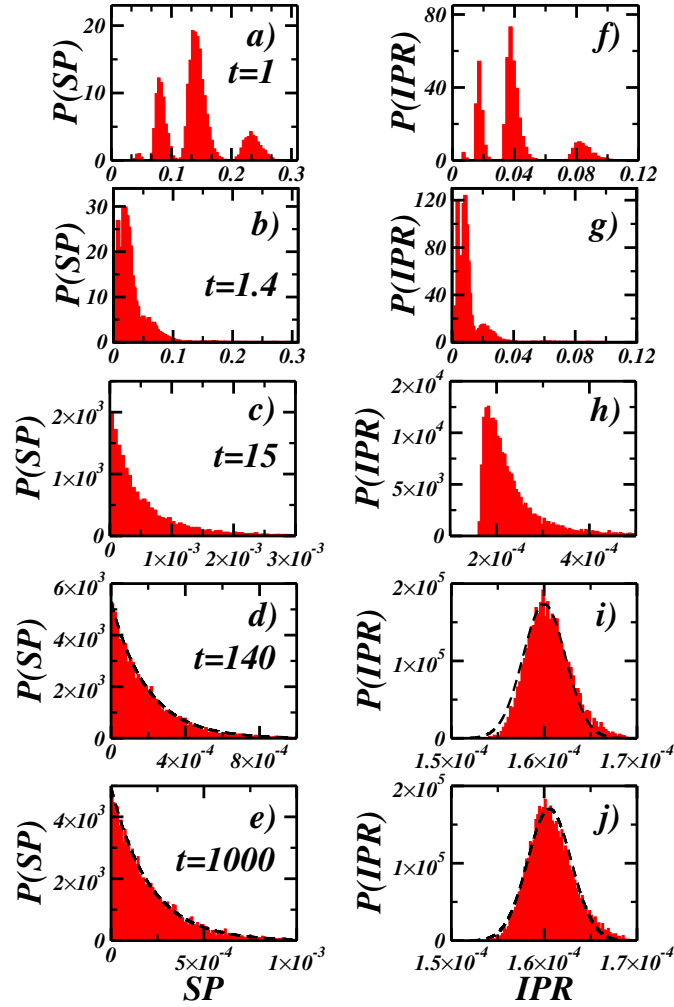 P(SP)
20
10
0
a)
t=1
0
0.1
0.2
0.3
P(IPR)
80
40
0
f)
0
0.04
0.08
0.12
P(SP)
30
20
10
0
b)
t=1.4
0
0.1
0.2
0.3
P(IPR)
120
80
40
0
g)
0
0.04
0.08
0.12
P(SP)
2×10³
1×10³
0
c)
t=15
0
1×10⁻³
2×10⁻³
3×10⁻³
P(IPR)
2×10⁴
1×10⁴
5×10³
0
h)
2×10⁻⁴
4×10⁻⁴
P(SP)
6×10³
4×10³
2×10³
0
d)
t=140
0
4×10⁻⁴
8×10⁻⁴
P(IPR)
2×10⁵
1×10⁵
0
i)
1.5×10⁻⁴
1.6×10⁻⁴
1.7×10⁻⁴
P(SP)
4×10³
2×10³
0
e)
t=1000
0
5×10⁻⁴
1×10⁻³
SP
P(IPR)
2×10⁵
1×10⁵
0
j)
1.5×10⁻⁴
1.6×10⁻⁴
1.7×10⁻⁴
IPR